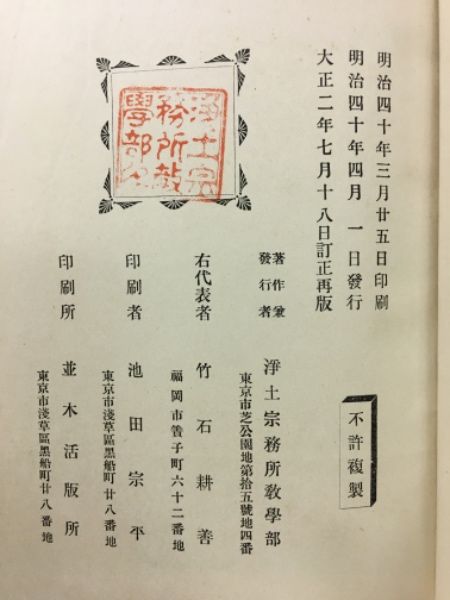 明治四十年三月廿五日印刷
明治四十年四月一日發行
大正二年七月十八日訂正再版
不許複製
著作兼
發行者
淨土宗務所教學部
東京市芝公園地第拾五號地四番
右代表者
竹石耕善
福岡市簀子町六十二番地
印刷者
池田宗平
東京市淺草區黑船町廿八番地
印刷所
並木活版所
東京市淺草區黑船町廿八番地
淨土宗
務所教
學部